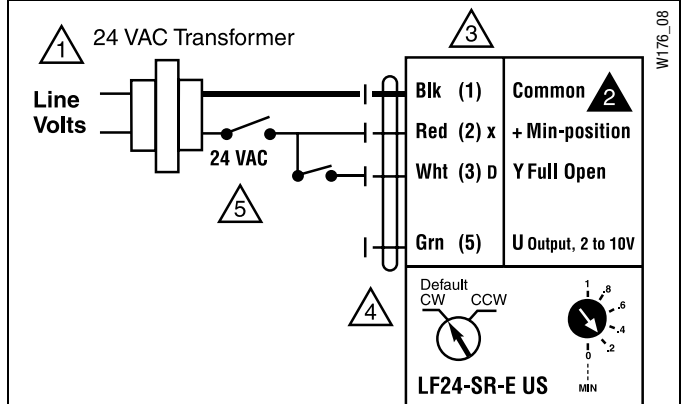 W176_08
1
24 VAC Transformer
3
Line
Volts
Blk (1) Common 2
Red (2) x + Min-position
24 VAC
Wht (3) D Y Full Open
5
Grn (5) U Output, 2 to 10V
4
Default
CW CCW
1
.8
.6
.4
.2
0
MIN
LF24-SR-E US